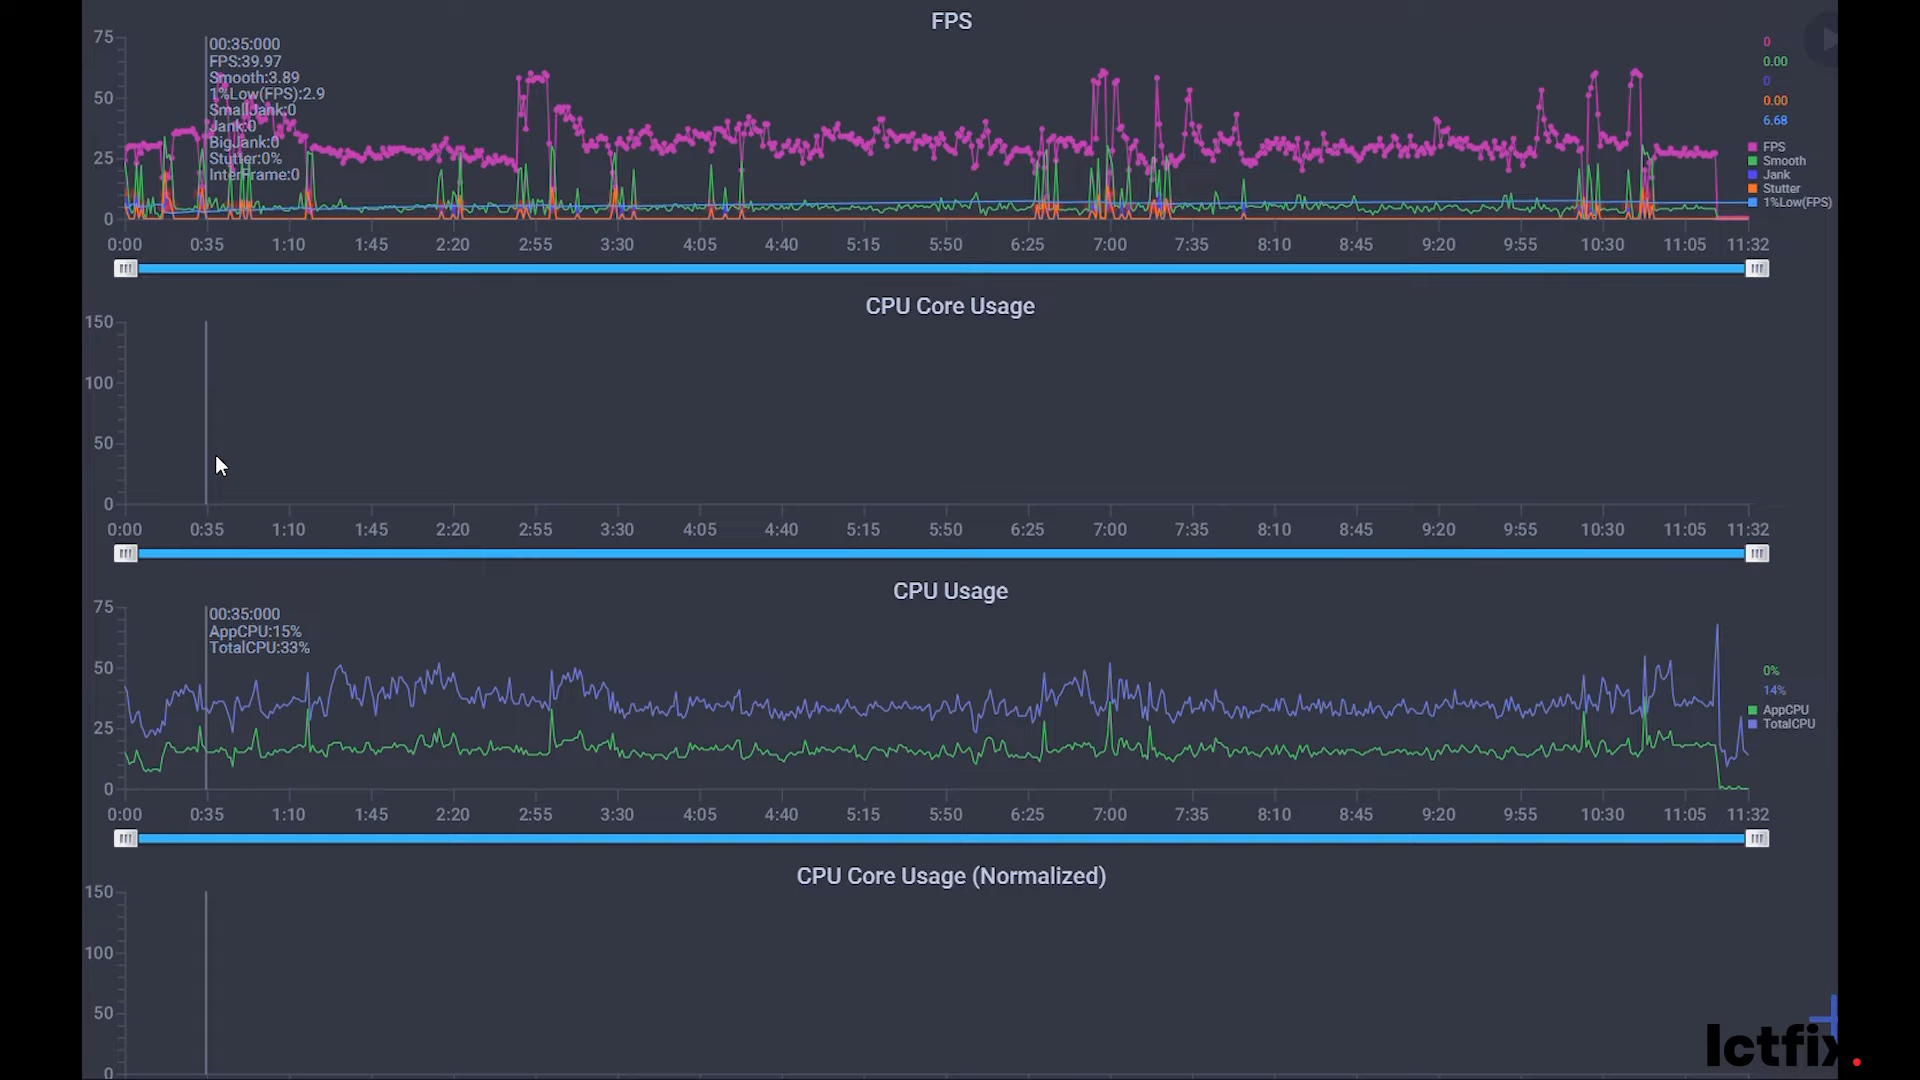 FPS
75
50
25
0
00:35:000
FPS:39.97
Smooth:3.89
1%Low(FPS):2.9
SmallJank:0
Jank:0
BigJank:0
Stutter:0%
InterFrame:0
0
0.00
0
0.00
6.68
FPS
Smooth
Jank
Stutter
1%Low(FPS)
0:00 0:35 1:10 1:45 2:20 2:55 3:30 4:05 4:40 5:15 5:50 6:25 7:00 7:35 8:10 8:45 9:20 9:55 10:30 11:05 11:32
CPU Core Usage
150
100
50
0
0:00 0:35 1:10 1:45 2:20 2:55 3:30 4:05 4:40 5:15 5:50 6:25 7:00 7:35 8:10 8:45 9:20 9:55 10:30 11:05 11:32
CPU Usage
75
50
25
0
00:35:000
AppCPU:15%
TotalCPU:33%
0%
14%
AppCPU
TotalCPU
0:00 0:35 1:10 1:45 2:20 2:55 3:30 4:05 4:40 5:15 5:50 6:25 7:00 7:35 8:10 8:45 9:20 9:55 10:30 11:05 11:32
CPU Core Usage (Normalized)
150
100
50
0
Ictfix.